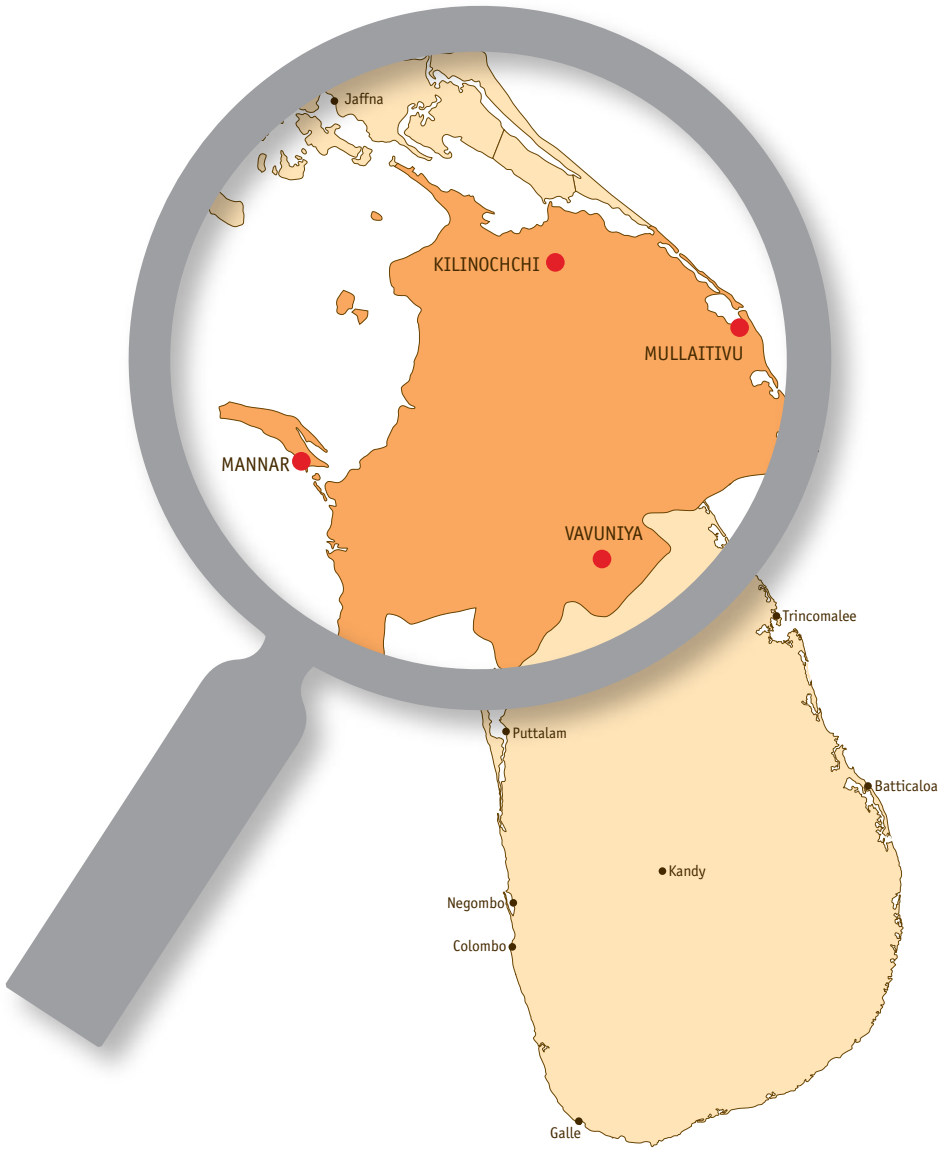 Jaffna
KILINOCHCHI
MULLAITIVU
MANNAR
VAVUNIYA
Trincomalee
Puttalam
Batticaloa
Kandy
Negombo
Colombo
Galle